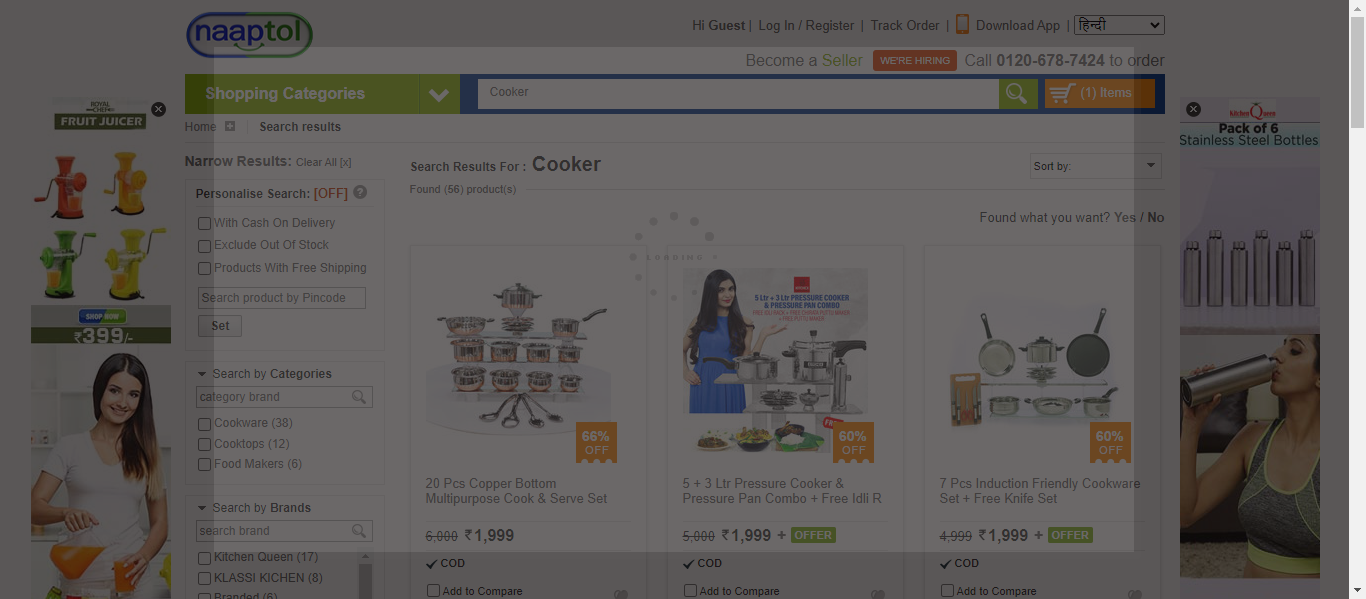 naaptol
Hi Guest | Log In / Register | Track Order | Download App | हिन्दी
Become a Seller WE'RE HIRING Call 0120-678-7424 to order
Shopping Categories
Cooker
(1) Items
Home
Search results
ROYAL
CHEF
FRUIT JUICER
SHOP NOW
₹399/-
Narrow Results: Clear All [x]
Personalise Search: [OFF] ?
With Cash On Delivery
Exclude Out Of Stock
Products With Free Shipping
Search product by Pincode
Set
Search by Categories
category brand
Cookware (38)
Cooktops (12)
Food Makers (6)
Search by Brands
search brand
Kitchen Queen (17)
KLASSI KICHEN (8)
Branded (6)
Search Results For : Cooker
Found (56) product(s)
Sort by:
Found what you want? Yes / No
LOADING
66%
OFF
20 Pcs Copper Bottom
Multipurpose Cook & Serve Set
6,000 ₹1,999
COD
Add to Compare
5 Ltr + 3 Ltr PRESSURE COOKER
& PRESSURE PAN COMBO
60%
OFF
5 + 3 Ltr Pressure Cooker &
Pressure Pan Combo + Free Idli R
5,000 ₹1,999 + OFFER
COD
Add to Compare
60%
OFF
7 Pcs Induction Friendly Cookware
Set + Free Knife Set
4,999 ₹1,999 + OFFER
COD
Add to Compare
Kitchen Queen
Pack of 6
Stainless Steel Bottles